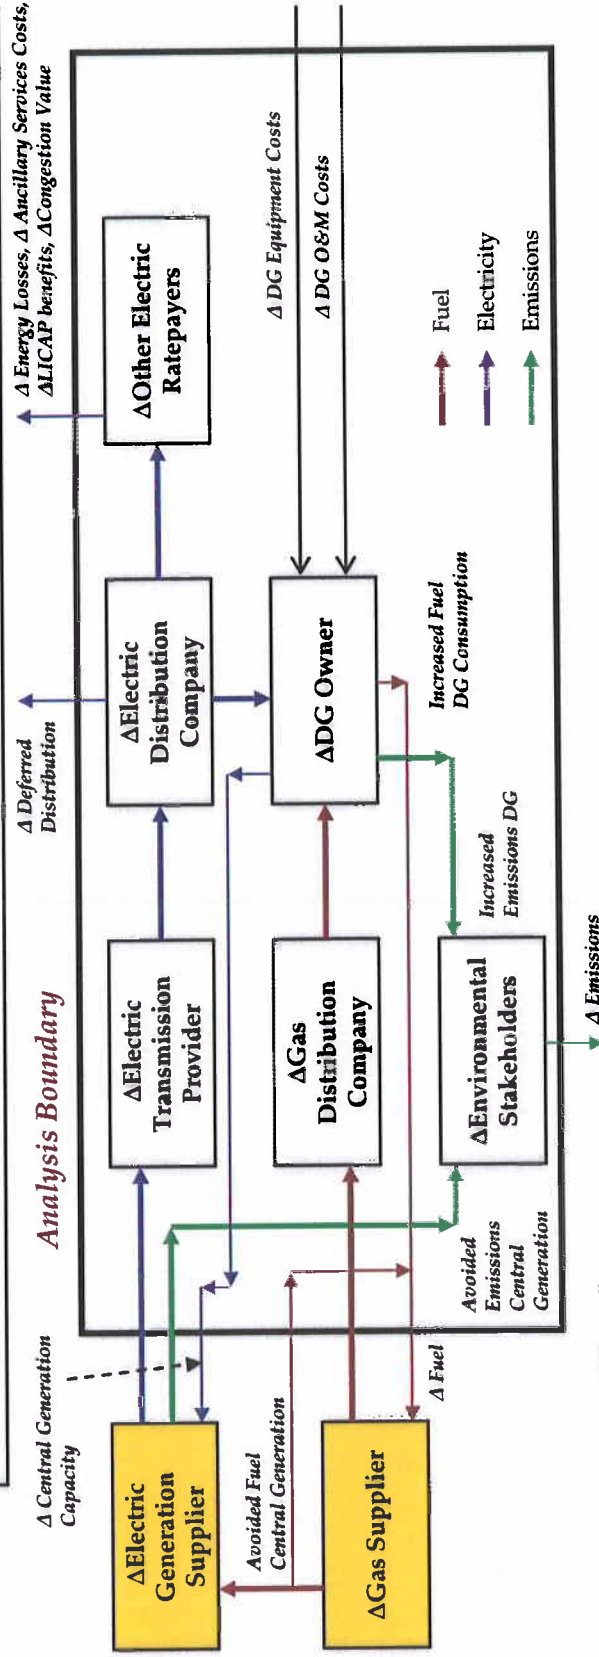 Δ Energy Losses, Δ Ancillary Services Costs,
ΔLICAP benefits, ΔCongestion Value
Δ Deferred
Distribution
Analysis Boundary
Δ Central Generation
Capacity
ΔElectric
Generation
Supplier
ΔElectric
Transmission
Provider
ΔElectric
Distribution
Company
ΔOther Electric
Ratepayers
Avoided Fuel
Central Generation
ΔGas Supplier
ΔGas
Distribution
Company
ΔDG Owner
Δ DG Equipment Costs
Δ DG O&M Costs
Δ Fuel
Avoided
Emissions
Central
Generation
ΔEnvironmental
Stakeholders
Increased
Emissions DG
Increased Fuel
DG Consumption
Fuel
Electricity
Emissions
Δ Emissions